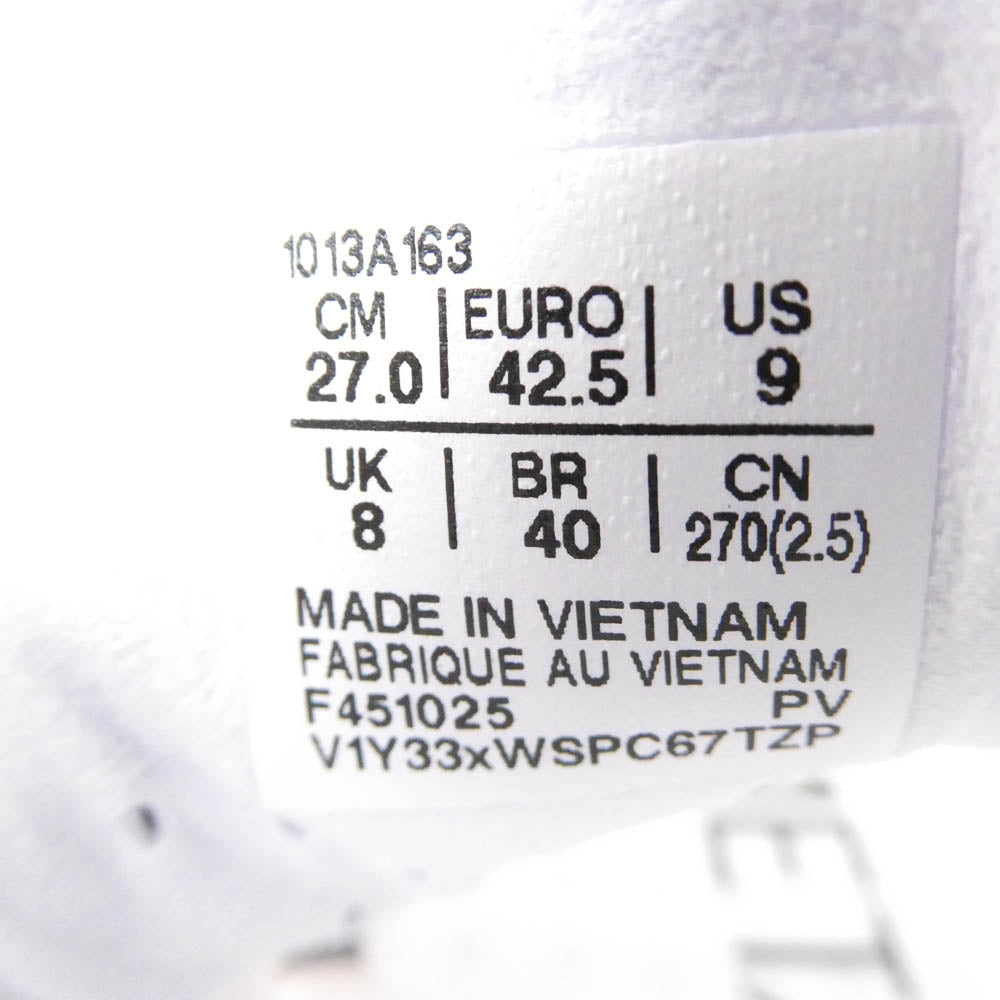 1013A163
CM | EURO | US
27.0 | 42.5 | 9
UK | BR | CN
8 | 40 | 270(2.5)
MADE IN VIETNAM
FABRIQUE AU VIETNAM
F451025 PV
V1Y33xWSPC67TZP